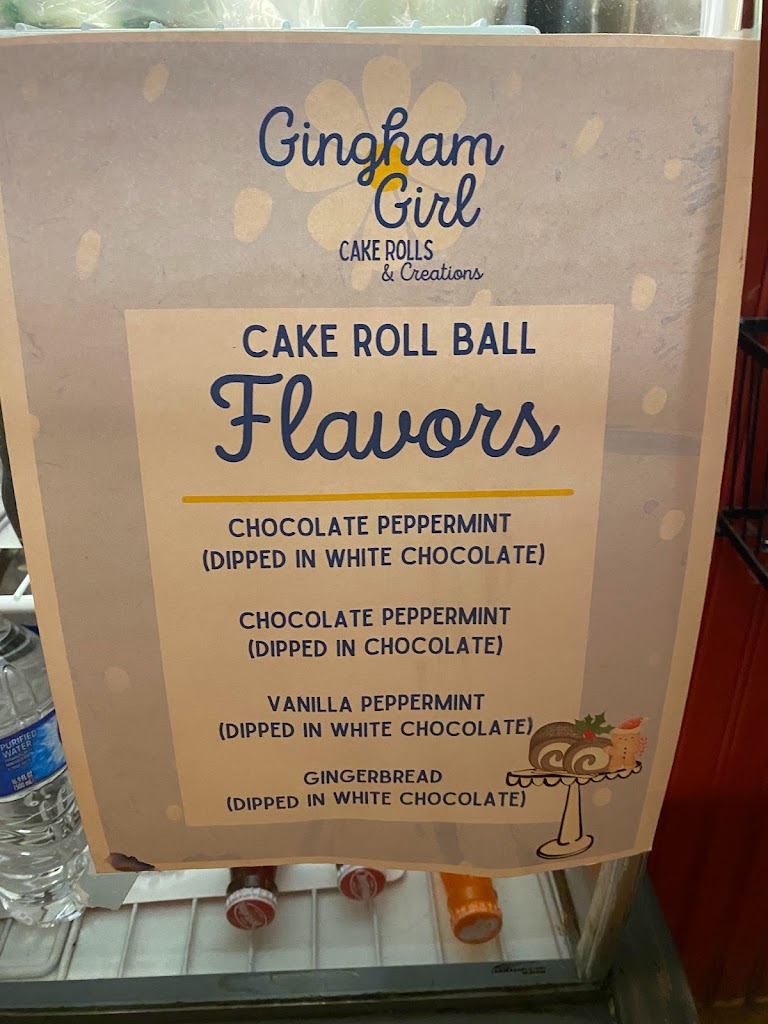 Gingham
Girl
CAKE ROLLS
& Creations
CAKE ROLL BALL
Flavors
CHOCOLATE PEPPERMINT
(DIPPED IN WHITE CHOCOLATE)
CHOCOLATE PEPPERMINT
(DIPPED IN CHOCOLATE)
VANILLA PEPPERMINT
(DIPPED IN WHITE CHOCOLATE)
GINGERBREAD
(DIPPED IN WHITE CHOCOLATE)
PURIFIED
WATER